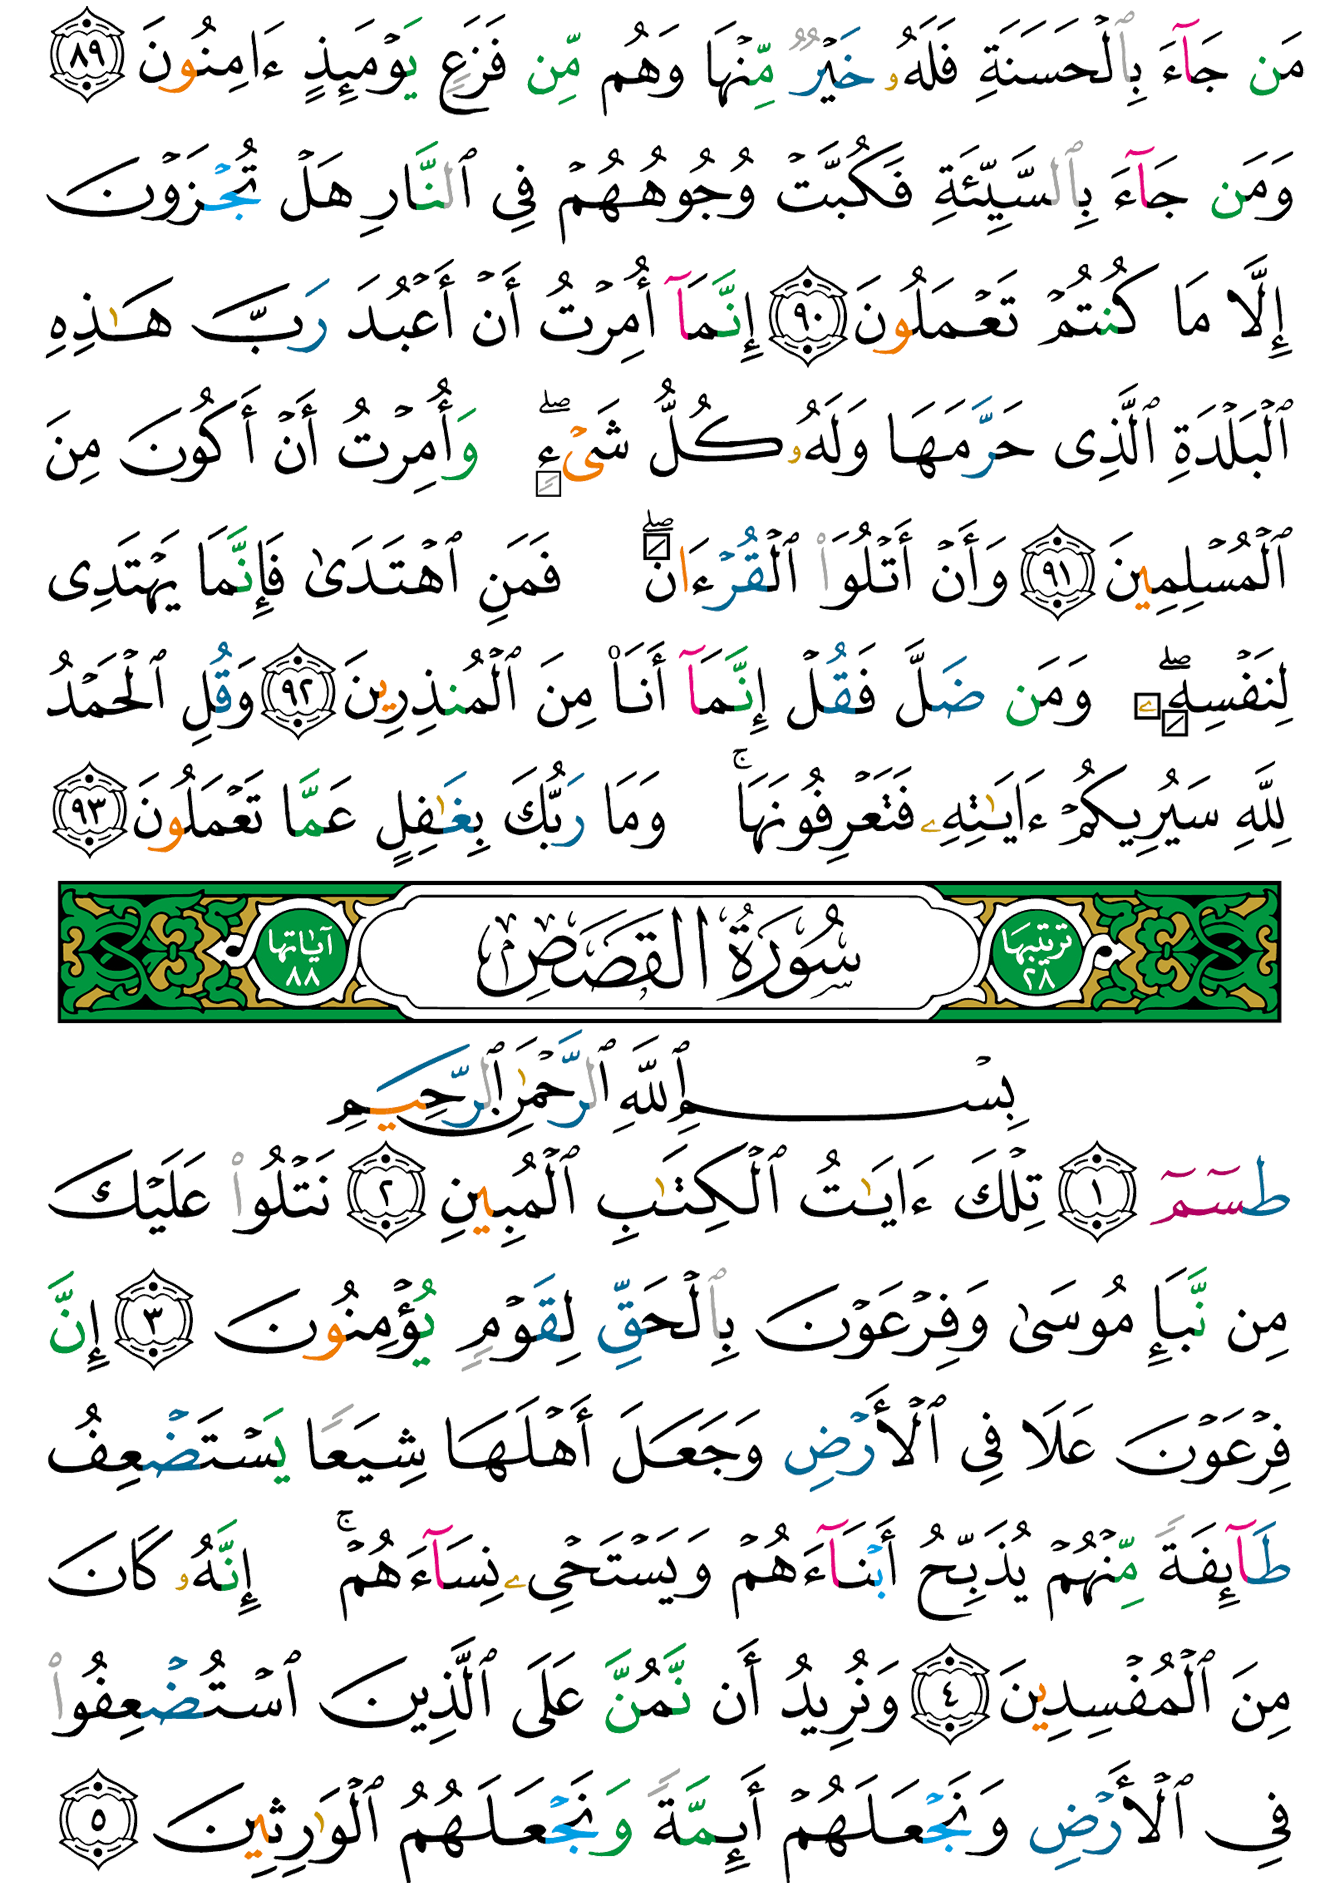 مَن جَآءَ بِٱلْحَسَنَةِ فَلَهُۥ خَيْرٌۭ مِّنْهَا وَهُم مِّن فَزَعٍۢ يَوْمَئِذٍ ءَامِنُونَ ٨٩
وَمَن جَآءَ بِٱلسَّيِّئَةِ فَكُبَّتْ وُجُوهُهُمْ فِى ٱلنَّارِ هَلْ تُجْزَوْنَ
إِلَّا مَا كُنتُمْ تَعْمَلُونَ ٩٠ إِنَّمَآ أُمِرْتُ أَنْ أَعْبُدَ رَبَّ هَـٰذِهِ
ٱلْبَلْدَةِ ٱلَّذِى حَرَّمَهَا وَلَهُۥ كُلُّ شَىْءٍۢ ۖ وَأُمِرْتُ أَنْ أَكُونَ مِنَ
ٱلْمُسْلِمِينَ ٩١ وَأَنْ أَتْلُوَا۟ ٱلْقُرْءَانَ ۖ فَمَنِ ٱهْتَدَىٰ فَإِنَّمَا يَهْتَدِى
لِنَفْسِهِۦ ۖ وَمَن ضَلَّ فَقُلْ إِنَّمَآ أَنَا۠ مِنَ ٱلْمُنذِرِينَ ٩٢ وَقُلِ ٱلْحَمْدُ
لِلَّهِ سَيُرِيكُمْ ءَايَـٰتِهِۦ فَتَعْرِفُونَهَا ۚ وَمَا رَبُّكَ بِغَـٰفِلٍ عَمَّا تَعْمَلُونَ ٩٣
ترتيبها ٢٨ سُورَةُ القَصَصِ آياتها ٨٨
بِسْمِ ٱللَّهِ ٱلرَّحْمَـٰنِ ٱلرَّحِيمِ
طسٓمٓ ١ تِلْكَ ءَايَـٰتُ ٱلْكِتَـٰبِ ٱلْمُبِينِ ٢ نَتْلُوا۟ عَلَيْكَ
مِن نَّبَإِ مُوسَىٰ وَفِرْعَوْنَ بِٱلْحَقِّ لِقَوْمٍۢ يُؤْمِنُونَ ٣ إِنَّ
فِرْعَوْنَ عَلَا فِى ٱلْأَرْضِ وَجَعَلَ أَهْلَهَا شِيَعًۭا يَسْتَضْعِفُ
طَآئِفَةًۭ مِّنْهُمْ يُذَبِّحُ أَبْنَآءَهُمْ وَيَسْتَحْىِۦ نِسَآءَهُمْ ۚ إِنَّهُۥ كَانَ
مِنَ ٱلْمُفْسِدِينَ ٤ وَنُرِيدُ أَن نَّمُنَّ عَلَى ٱلَّذِينَ ٱسْتُضْعِفُوا۟
فِى ٱلْأَرْضِ وَنَجْعَلَهُمْ أَئِمَّةًۭ وَنَجْعَلَهُمُ ٱلْوَٰرِثِينَ ٥